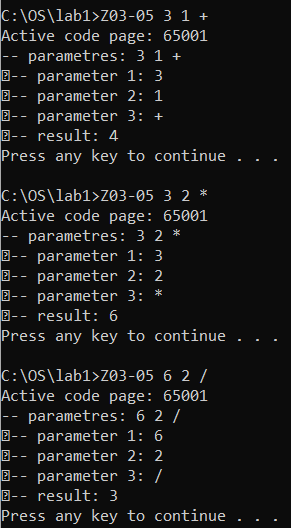 C:\OS\lab1>Z03-05 3 1 +
Active code page: 65001
-- parametres: 3 1 +
�-- parameter 1: 3
�-- parameter 2: 1
�-- parameter 3: +
�-- result: 4
Press any key to continue . . .
C:\OS\lab1>Z03-05 3 2 *
Active code page: 65001
-- parametres: 3 2 *
�-- parameter 1: 3
�-- parameter 2: 2
�-- parameter 3: *
�-- result: 6
Press any key to continue . . .
C:\OS\lab1>Z03-05 6 2 /
Active code page: 65001
-- parametres: 6 2 /
�-- parameter 1: 6
�-- parameter 2: 2
�-- parameter 3: /
�-- result: 3
Press any key to continue . . .